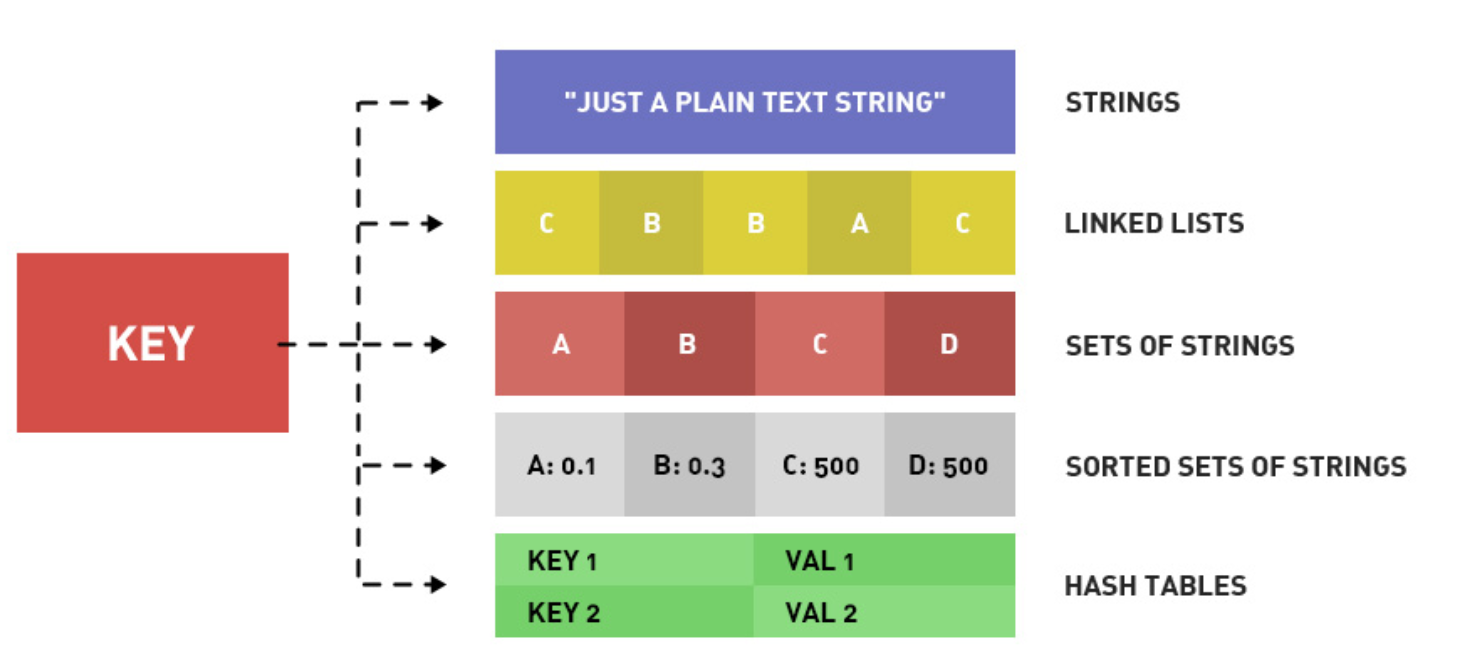 "JUST A PLAIN TEXT STRING" STRINGS
C B B A C LINKED LISTS
KEY
A B C D SETS OF STRINGS
A: 0.1 B: 0.3 C: 500 D: 500 SORTED SETS OF STRINGS
KEY 1 VAL 1
HASH TABLES
KEY 2 VAL 2